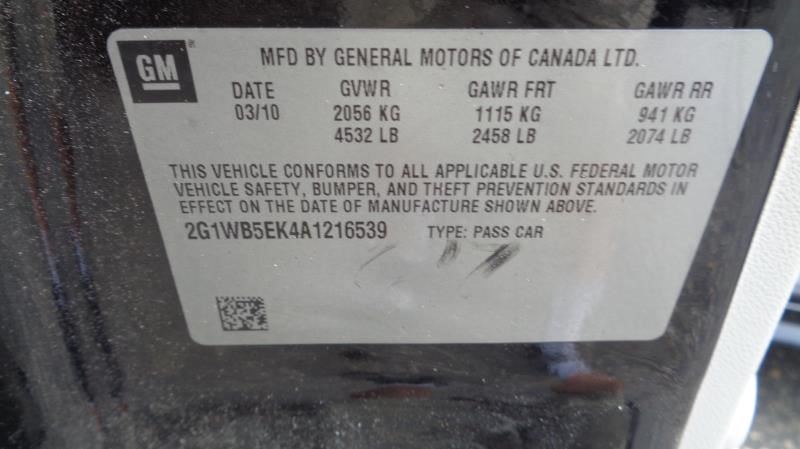 GM
MFD BY GENERAL MOTORS OF CANADA LTD.
DATE GVWR GAWR FRT GAWR RR
03/10 2056 KG 1115 KG 941 KG
4532 LB 2458 LB 2074 LB
THIS VEHICLE CONFORMS TO ALL APPLICABLE U.S. FEDERAL MOTOR
VEHICLE SAFETY, BUMPER, AND THEFT PREVENTION STANDARDS IN
EFFECT ON THE DATE OF MANUFACTURE SHOWN ABOVE.
2G1WB5EK4A1216539 TYPE: PASS CAR